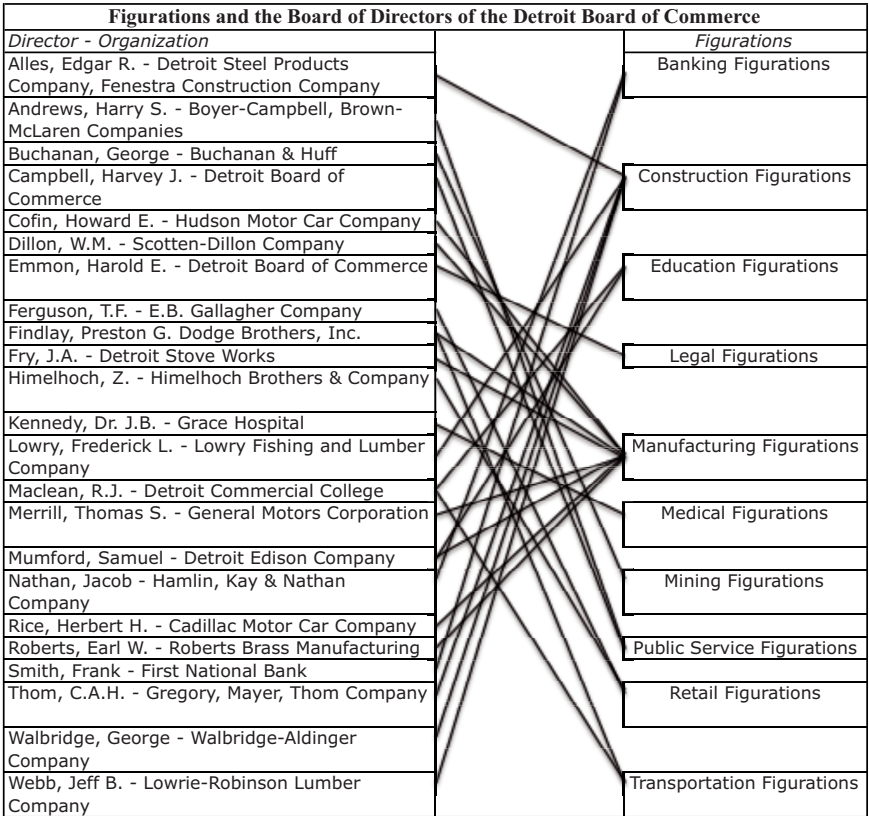 Figurations and the Board of Directors of the Detroit Board of Commerce
Director - Organization
Figurations
Alles, Edgar R. - Detroit Steel Products
Company, Fenestra Construction Company
Andrews, Harry S. - Boyer-Campbell, Brown-
McLaren Companies
Buchanan, George - Buchanan & Huff
Campbell, Harvey J. - Detroit Board of
Commerce
Cofin, Howard E. - Hudson Motor Car Company
Dillon, W.M. - Scotten-Dillon Company
Emmon, Harold E. - Detroit Board of Commerce
Ferguson, T.F. - E.B. Gallagher Company
Findlay, Preston G. Dodge Brothers, Inc.
Fry, J.A. - Detroit Stove Works
Himelhoch, Z. - Himelhoch Brothers & Company
Kennedy, Dr. J.B. - Grace Hospital
Lowry, Frederick L. - Lowry Fishing and Lumber
Company
Maclean, R.J. - Detroit Commercial College
Merrill, Thomas S. - General Motors Corporation
Mumford, Samuel - Detroit Edison Company
Nathan, Jacob - Hamlin, Kay & Nathan
Company
Rice, Herbert H. - Cadillac Motor Car Company
Roberts, Earl W. - Roberts Brass Manufacturing
Smith, Frank - First National Bank
Thom, C.A.H. - Gregory, Mayer, Thom Company
Walbridge, George - Walbridge-Aldinger
Company
Webb, Jeff B. - Lowrie-Robinson Lumber
Company
Banking Figurations
Construction Figurations
Education Figurations
Legal Figurations
Manufacturing Figurations
Medical Figurations
Mining Figurations
Public Service Figurations
Retail Figurations
Transportation Figurations